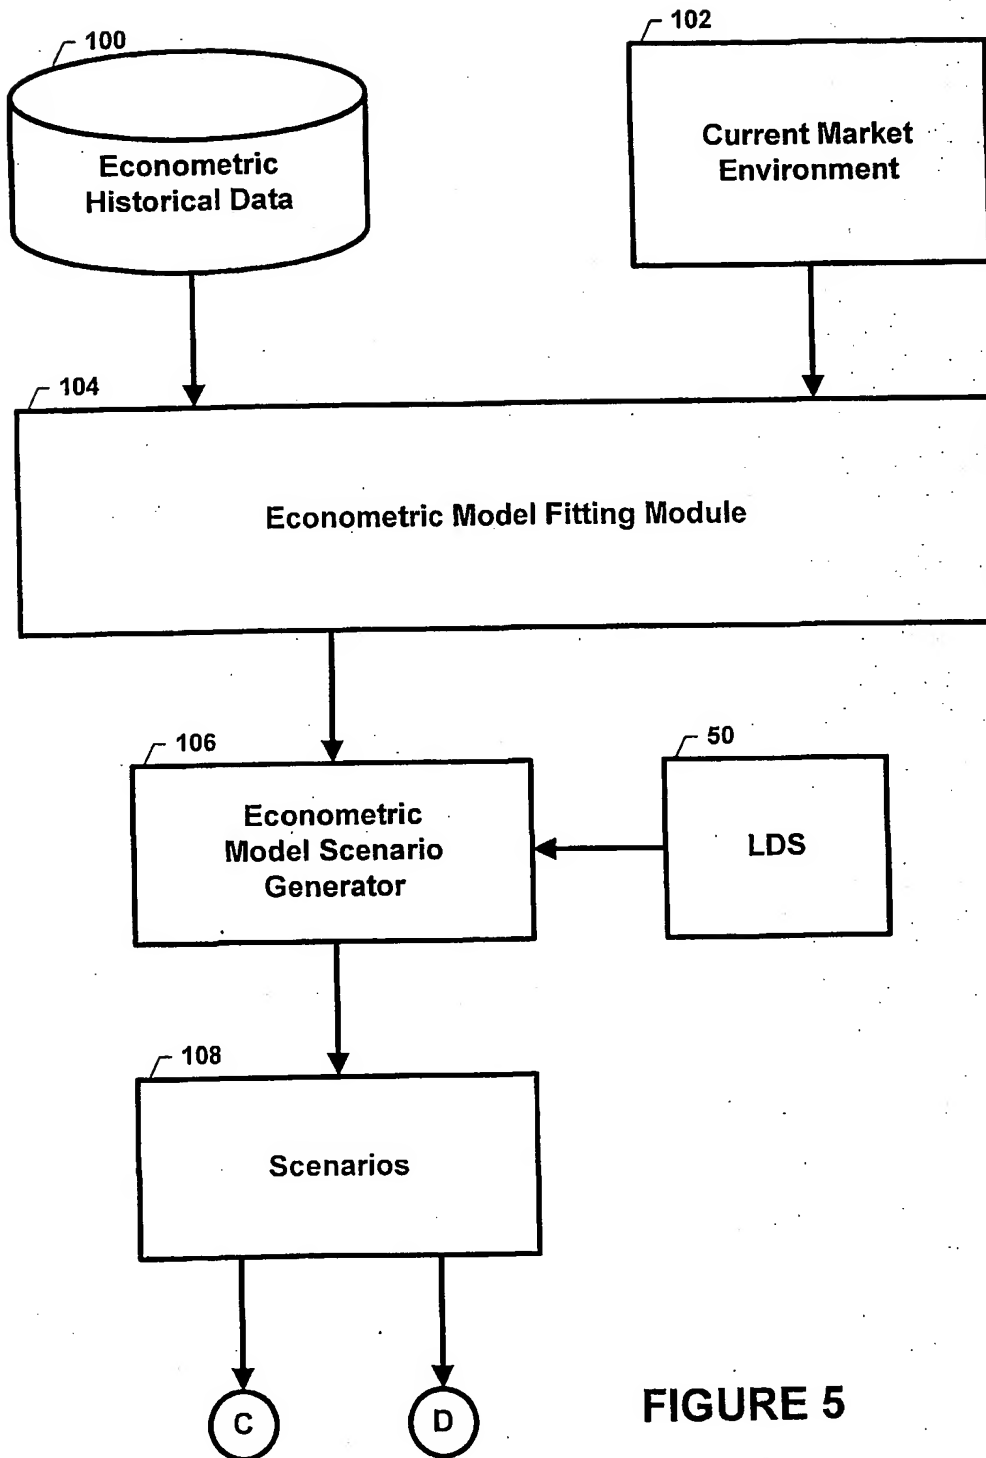 100
Econometric
Historical Data
102
Current Market
Environment
104
Econometric Model Fitting Module
106
Econometric
Model Scenario
Generator
50
LDS
108
Scenarios
C
D
FIGURE 5